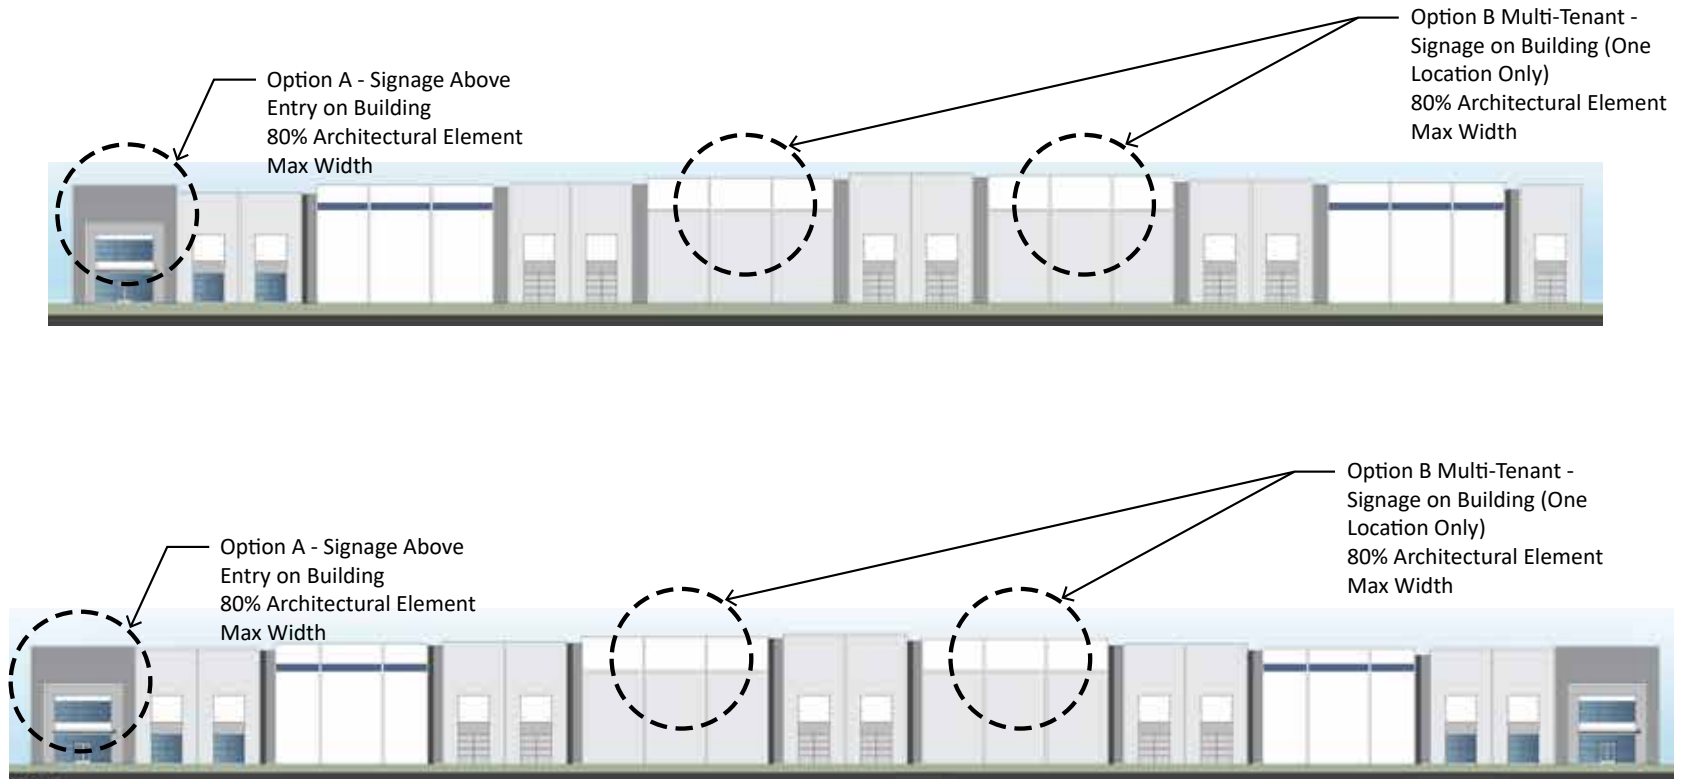 Option B Multi-Tenant -
Signage on Building (One
Location Only)
80% Architectural Element
Max Width
Option A - Signage Above
Entry on Building
80% Architectural Element
Max Width
Option B Multi-Tenant -
Signage on Building (One
Location Only)
80% Architectural Element
Max Width
Option A - Signage Above
Entry on Building
80% Architectural Element
Max Width